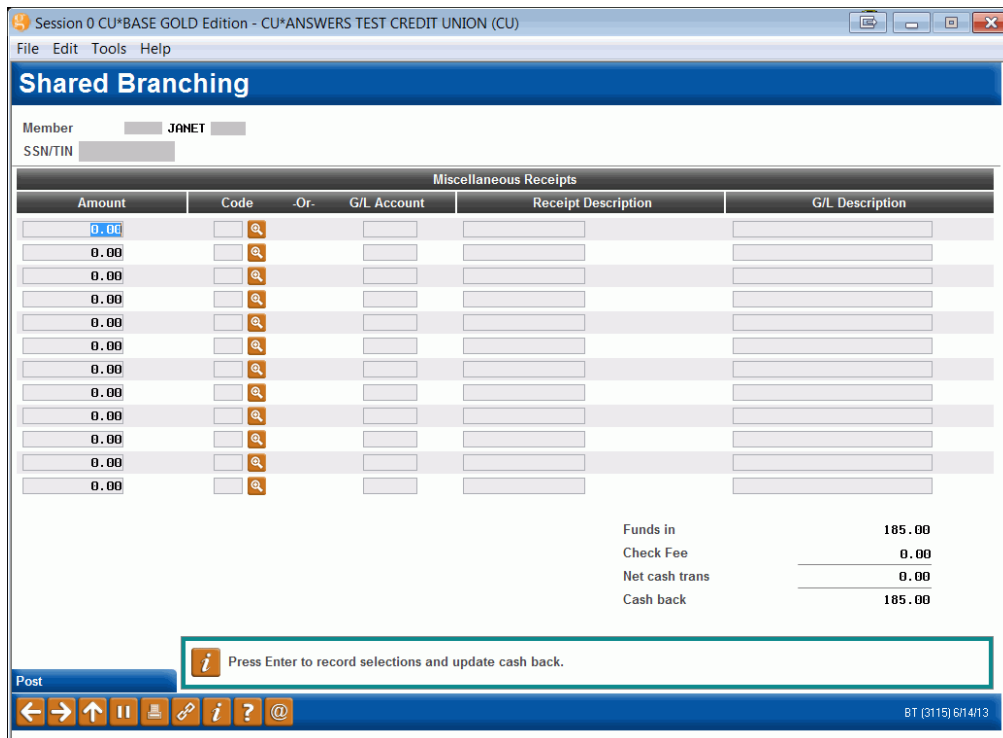 Session 0 CU*BASE GOLD Edition - CU*ANSWERS TEST CREDIT UNION (CU)
File Edit Tools Help
Shared Branching
Member JANET
SSN/TIN
Miscellaneous Receipts
Amount Code -Or- G/L Account Receipt Description G/L Description
0.00
0.00
0.00
0.00
0.00
0.00
0.00
0.00
0.00
0.00
0.00
0.00
Funds in 185.00
Check Fee 0.00
Net cash trans 0.00
Cash back 185.00
i Press Enter to record selections and update cash back.
Post
i ? @ BT (3115) 6/14/13